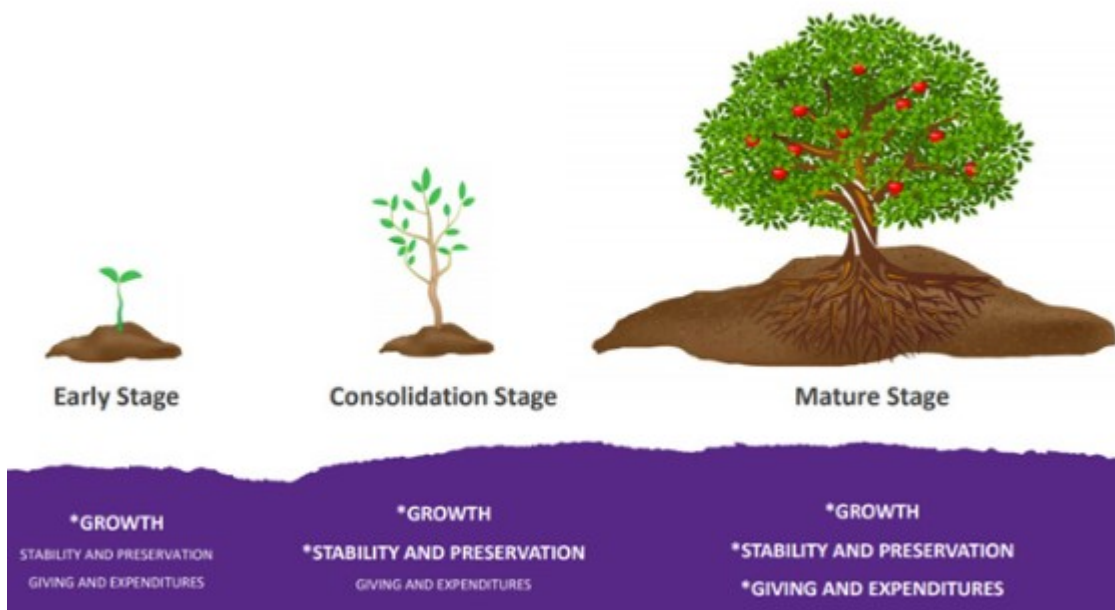 Early Stage
Consolidation Stage
Mature Stage
*GROWTH
STABILITY AND PRESERVATION
GIVING AND EXPENDITURES
*GROWTH
*STABILITY AND PRESERVATION
GIVING AND EXPENDITURES
*GROWTH
*STABILITY AND PRESERVATION
*GIVING AND EXPENDITURES